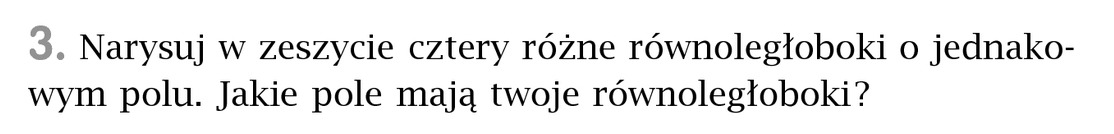 3. Narysuj w zeszycie cztery różne równoległoboki o jednako-
wym polu. Jakie pole mają twoje równoległoboki?